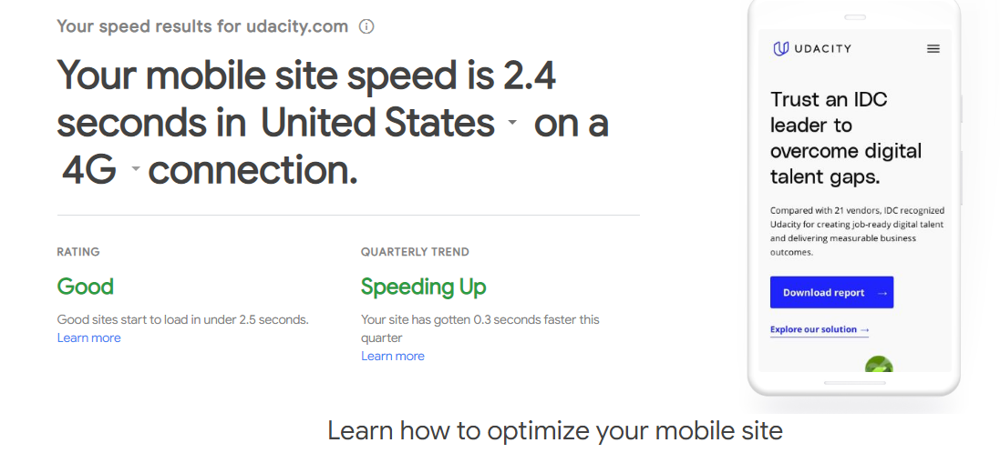 Your speed results for udacity.com
Your mobile site speed is 2.4
seconds in United States on a
4G connection.
RATING
Good
Good sites start to load in under 2.5 seconds.
Learn more
QUARTERLY TREND
Speeding Up
Your site has gotten 0.3 seconds faster this
quarter
Learn more
UDACITY
Trust an IDC
leader to
overcome digital
talent gaps.
Compared with 21 vendors, IDC recognized
Udacity for creating job-ready digital talent
and delivering measurable business
outcomes.
Download report →
Explore our solution →
Learn how to optimize your mobile site